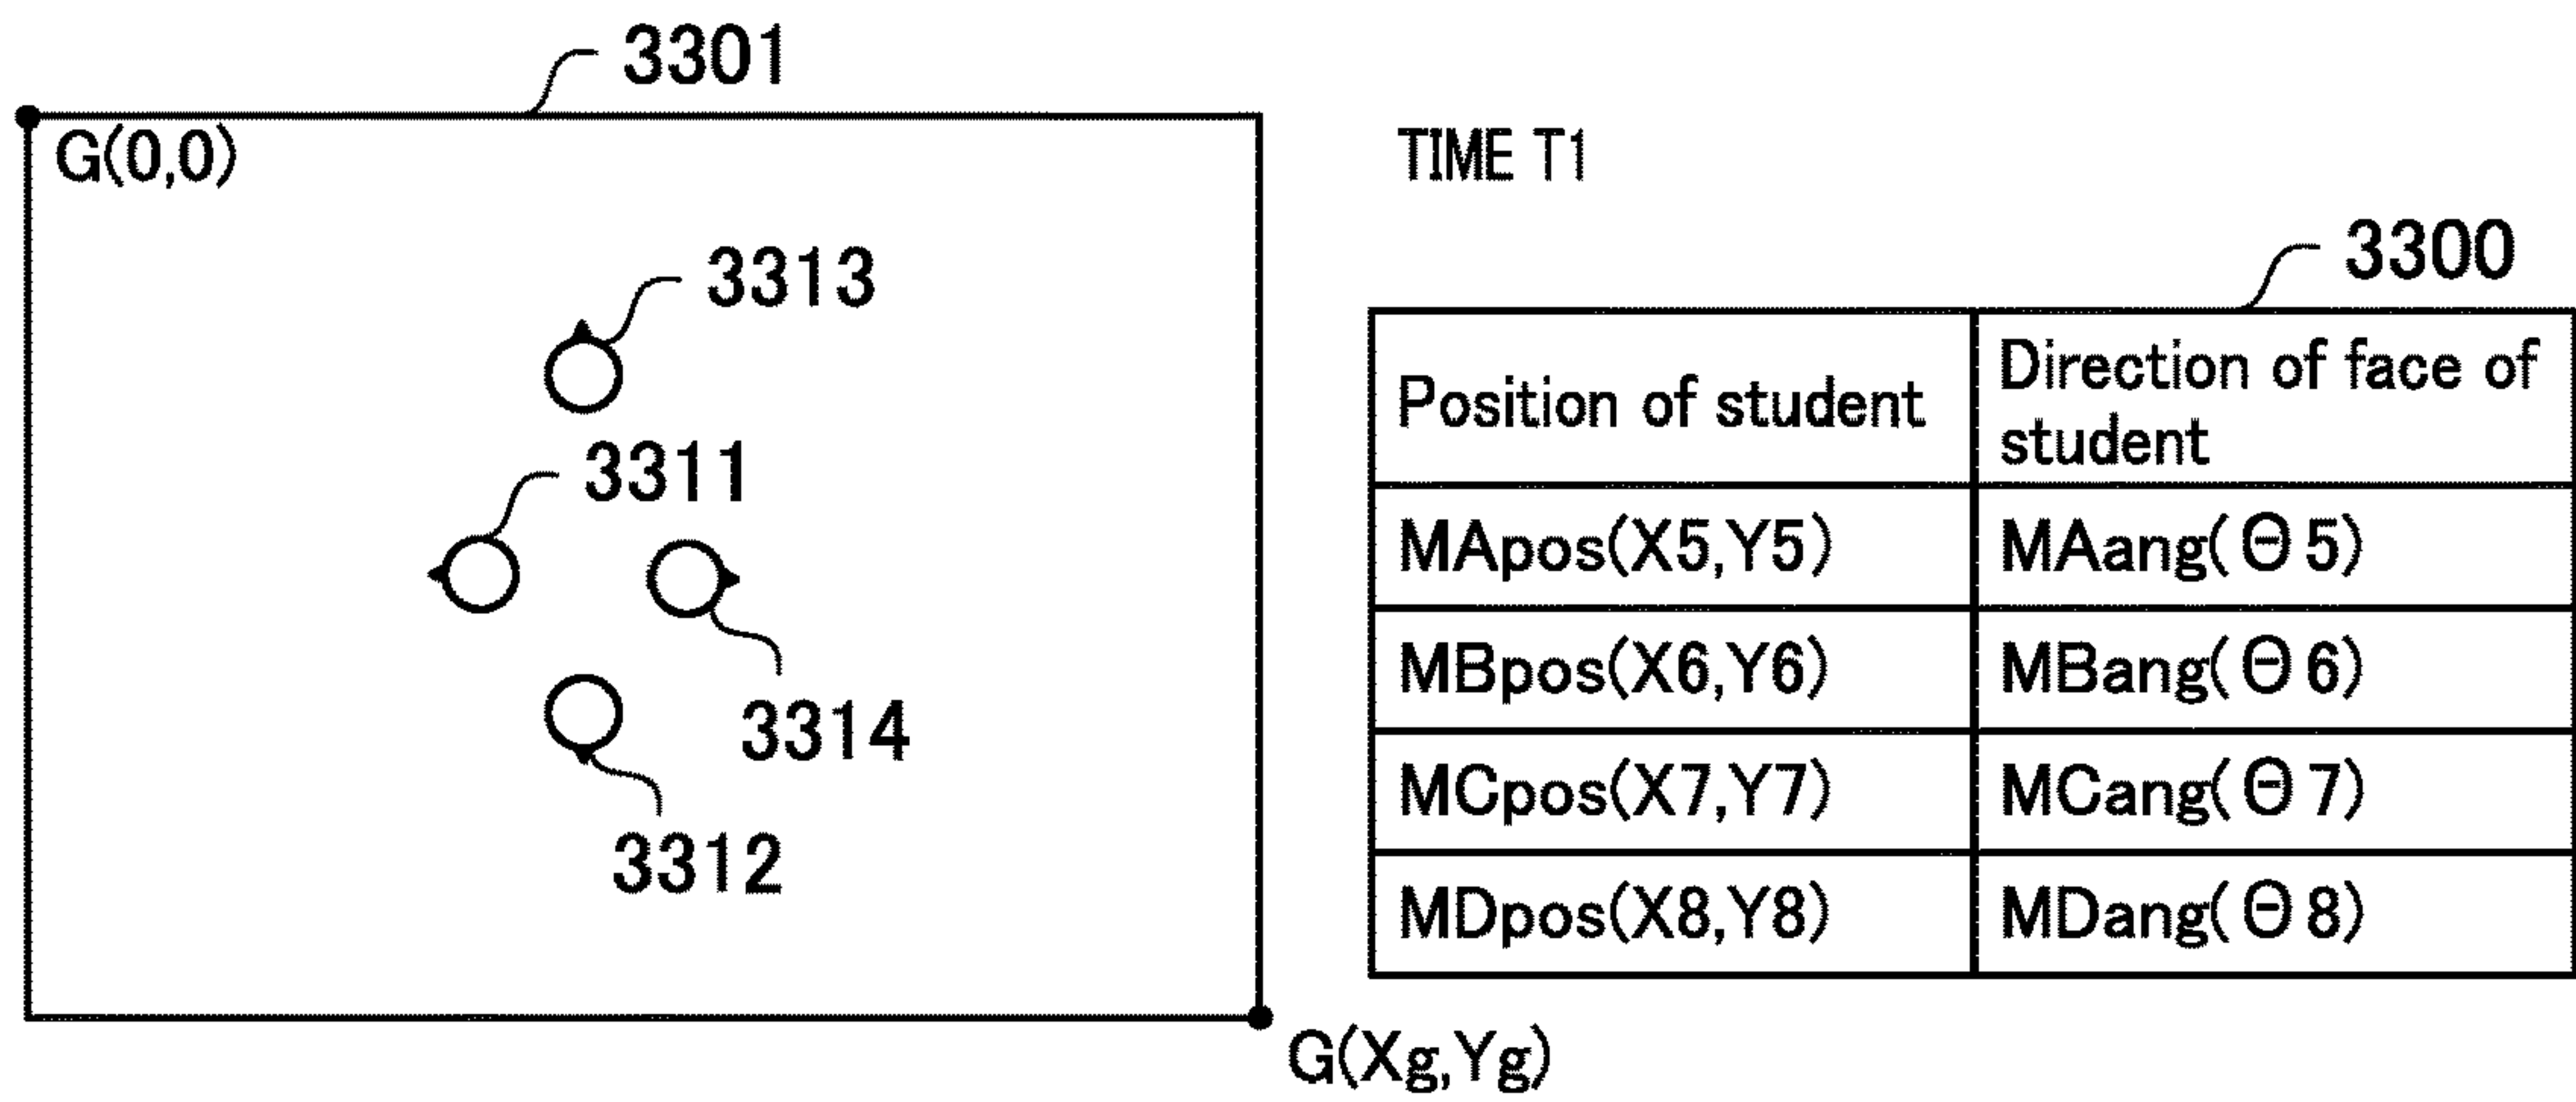 3301
G(0,0)
3313
3311
3314
3312
G(Xg,Yg)
TIME T1
3300
Position of student
Direction of face of
student
MApos(X5,Y5) MAang(Θ5)
MBpos(X6,Y6) MBang(Θ6)
MCpos(X7,Y7) MCang(Θ7)
MDpos(X8,Y8) MDang(Θ8)